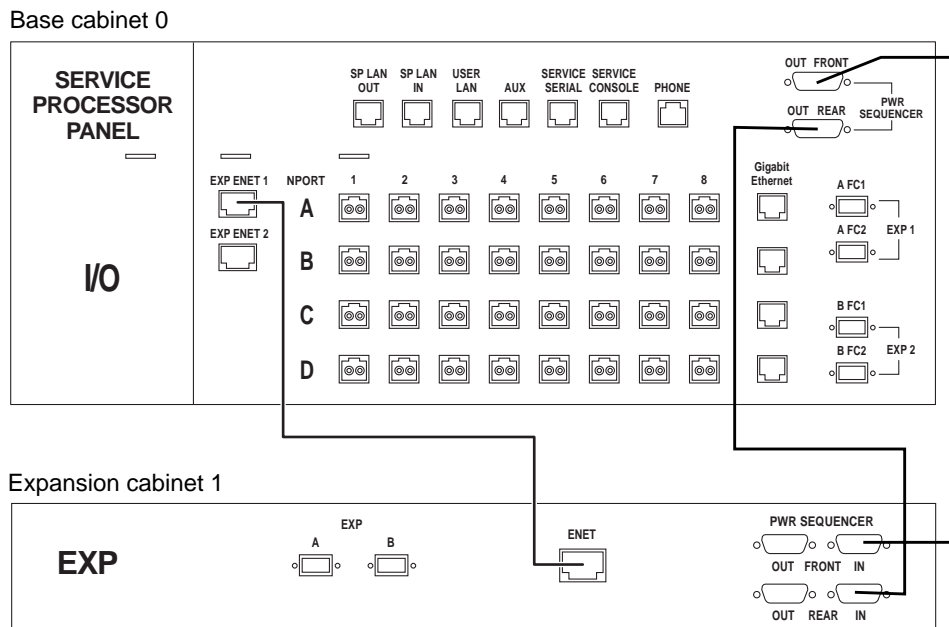 Base cabinet 0
SERVICE
PROCESSOR
PANEL
SP LAN
OUT
SP LAN
IN
USER
LAN
AUX
SERVICE
SERIAL
SERVICE
CONSOLE
PHONE
OUT FRONT
OUT REAR
PWR
SEQUENCER
I/O
EXP ENET 1
EXP ENET 2
NPORT 1 2 3 4 5 6 7 8
A
B
C
D
Gigabit
Ethernet
A FC1
A FC2
EXP 1
B FC1
B FC2
EXP 2
Expansion cabinet 1
EXP
EXP
A B
ENET
PWR SEQUENCER
OUT FRONT IN
OUT REAR IN